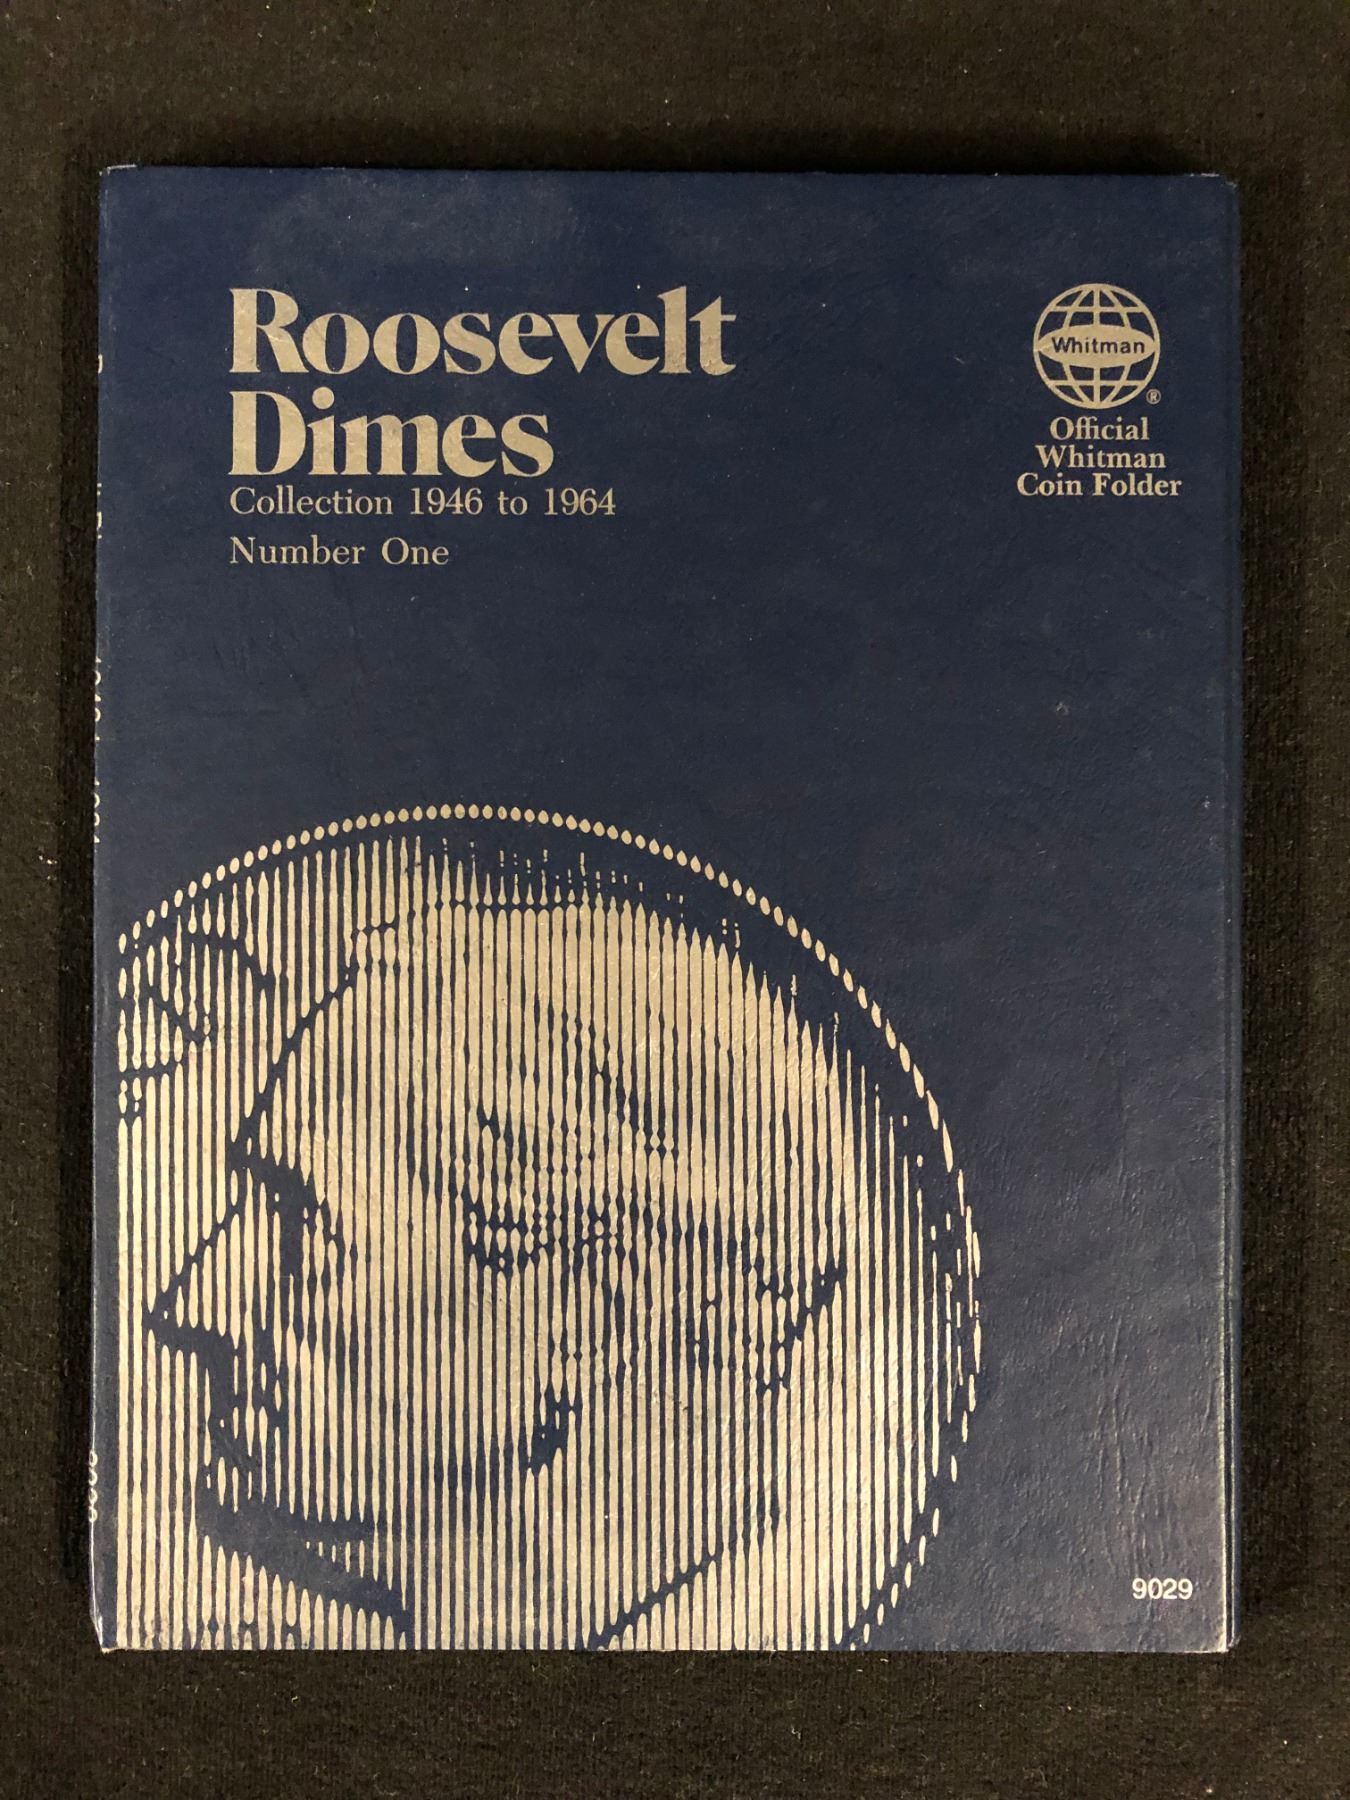 Roosevelt
Dimes
Collection 1946 to 1964
Number One
Whitman
®
Official
Whitman
Coin Folder
9029